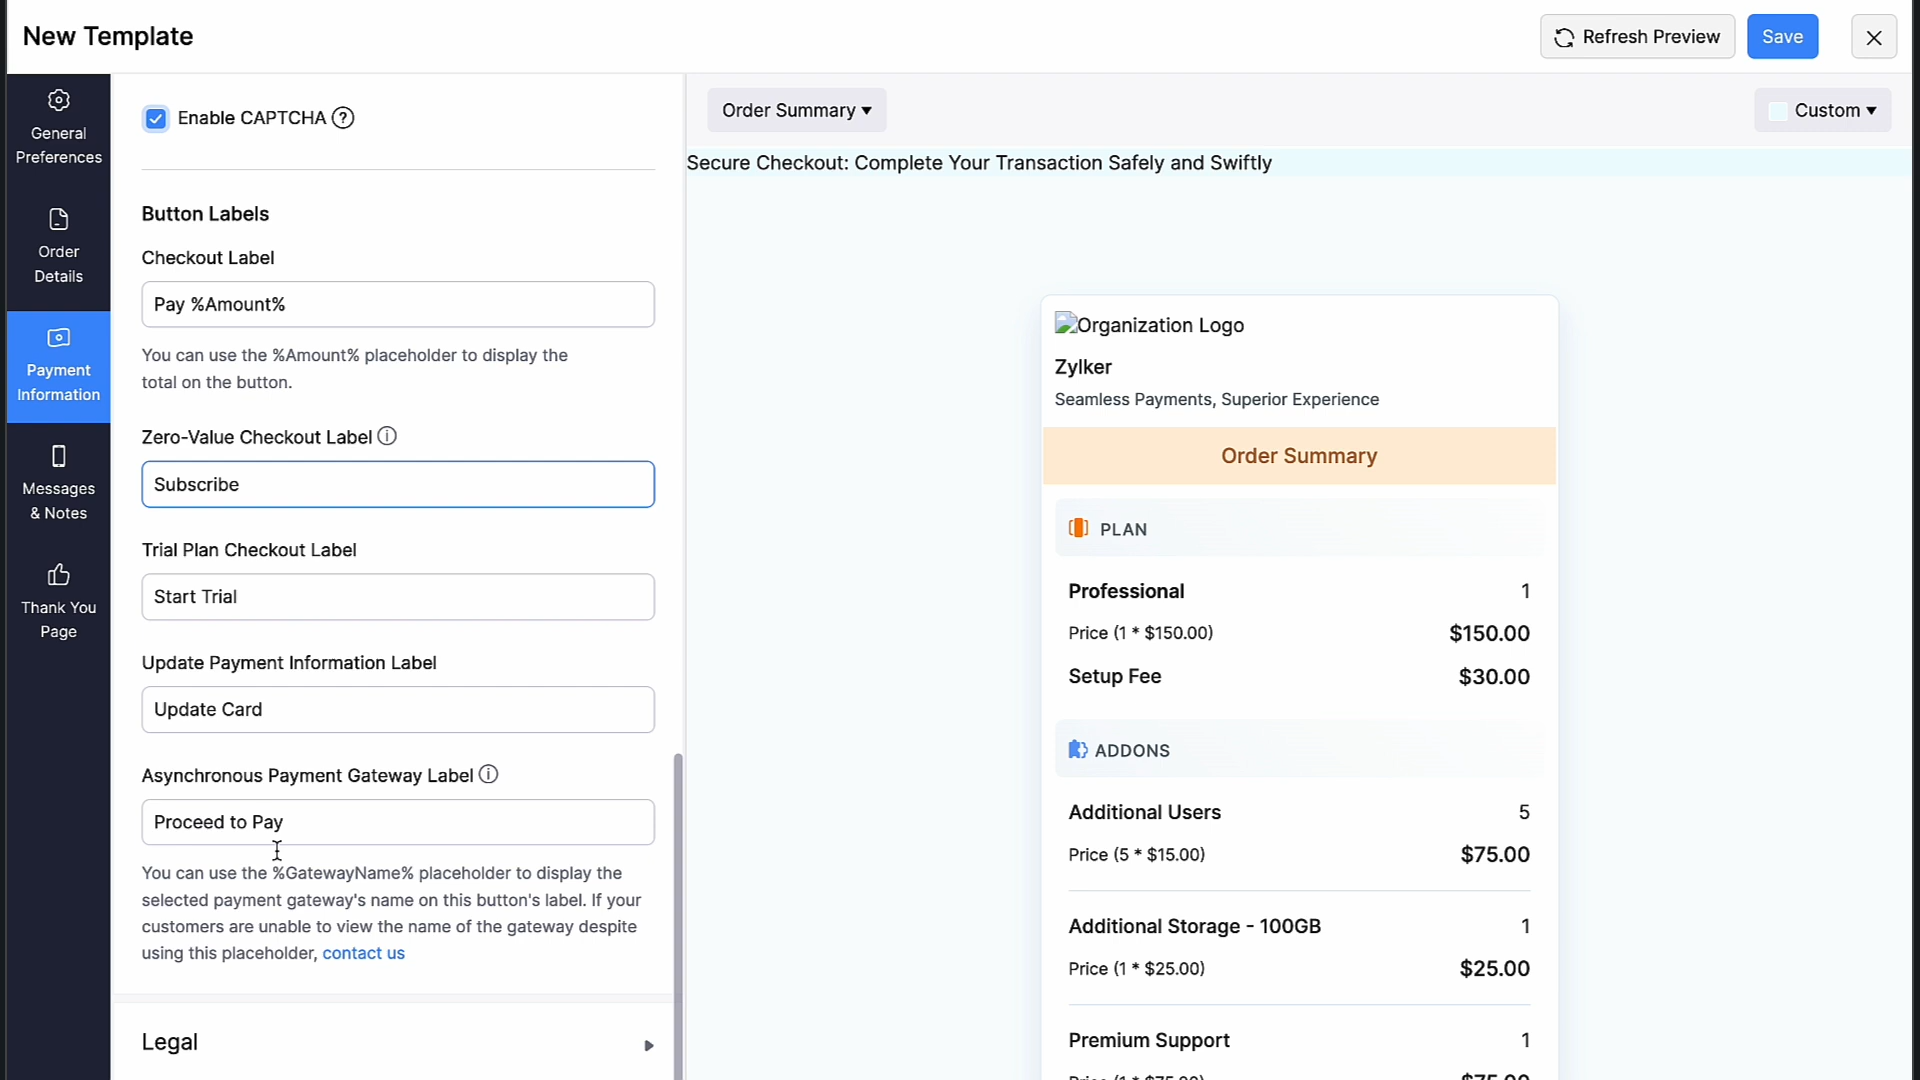 New Template
Refresh Preview
Save
General
Preferences
Order
Details
Payment
Information
Messages
& Notes
Thank You
Page
Enable CAPTCHA
Button Labels
Checkout Label
Pay %Amount%
You can use the %Amount% placeholder to display the
total on the button.
Zero-Value Checkout Label
Subscribe
Trial Plan Checkout Label
Start Trial
Update Payment Information Label
Update Card
Asynchronous Payment Gateway Label
Proceed to Pay
You can use the %GatewayName% placeholder to display the
selected payment gateway's name on this button's label. If your
customers are unable to view the name of the gateway despite
using this placeholder, contact us
Legal
Order Summary
Custom
Secure Checkout: Complete Your Transaction Safely and Swiftly
Organization Logo
Zylker
Seamless Payments, Superior Experience
Order Summary
PLAN
Professional 1
Price (1 * $150.00) $150.00
Setup Fee $30.00
ADDONS
Additional Users 5
Price (5 * $15.00) $75.00
Additional Storage - 100GB 1
Price (1 * $25.00) $25.00
Premium Support 1
Price (1 * $75.00) $75.00